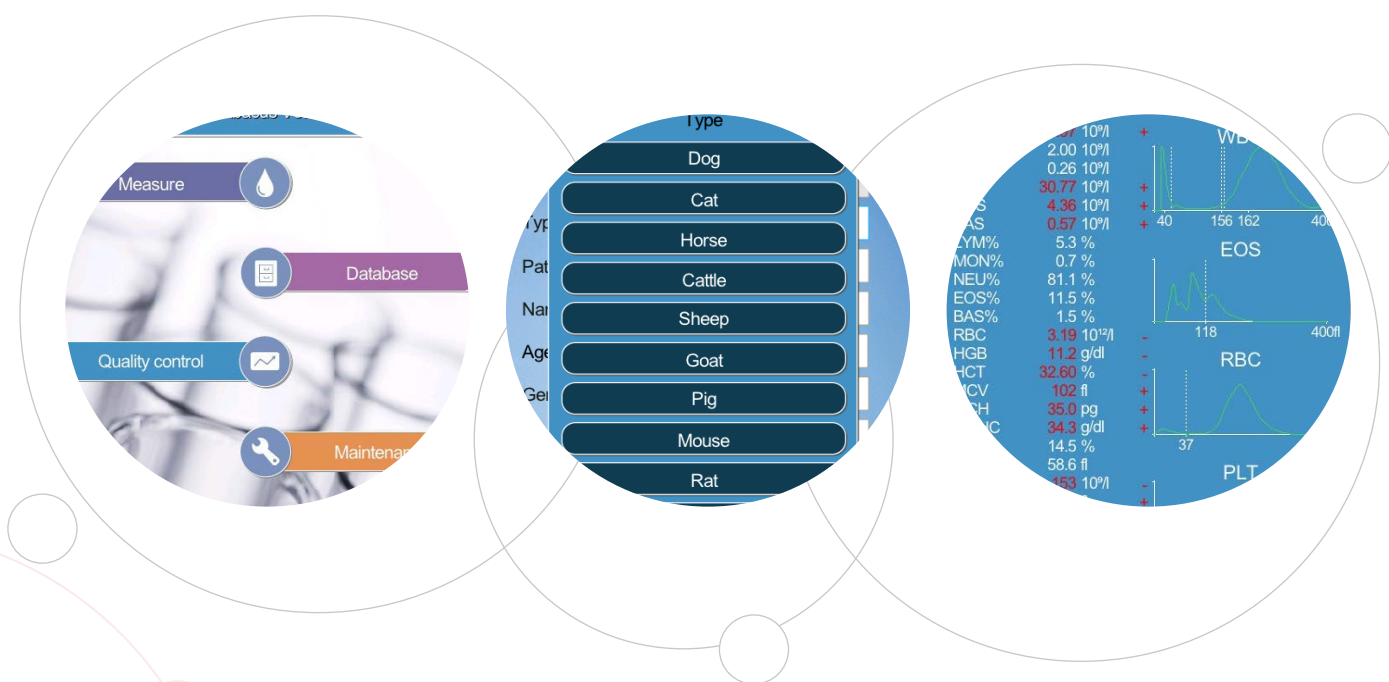 Measure
Database
Quality control
Type
Dog
Cat
Horse
Cattle
Sheep
Goat
Pig
Mouse
Rat
10⁹/l +
2.00 10⁹/l
0.26 10⁹/l
30.77 10⁹/l +
4.36 10⁹/l +
0.57 10⁹/l +
5.3 %
MON% 0.7 %
NEU% 81.1 %
EOS% 11.5 %
BAS% 1.5 %
RBC 3.19 10¹²/l -
HGB 11.2 g/dl -
HCT 32.60 % -
102 fl +
35.0 pg +
34.3 g/dl +
14.5 %
58.6 fl
153 10⁹/l -
+
40 156 162
EOS
118 400fl
RBC
37
PLT